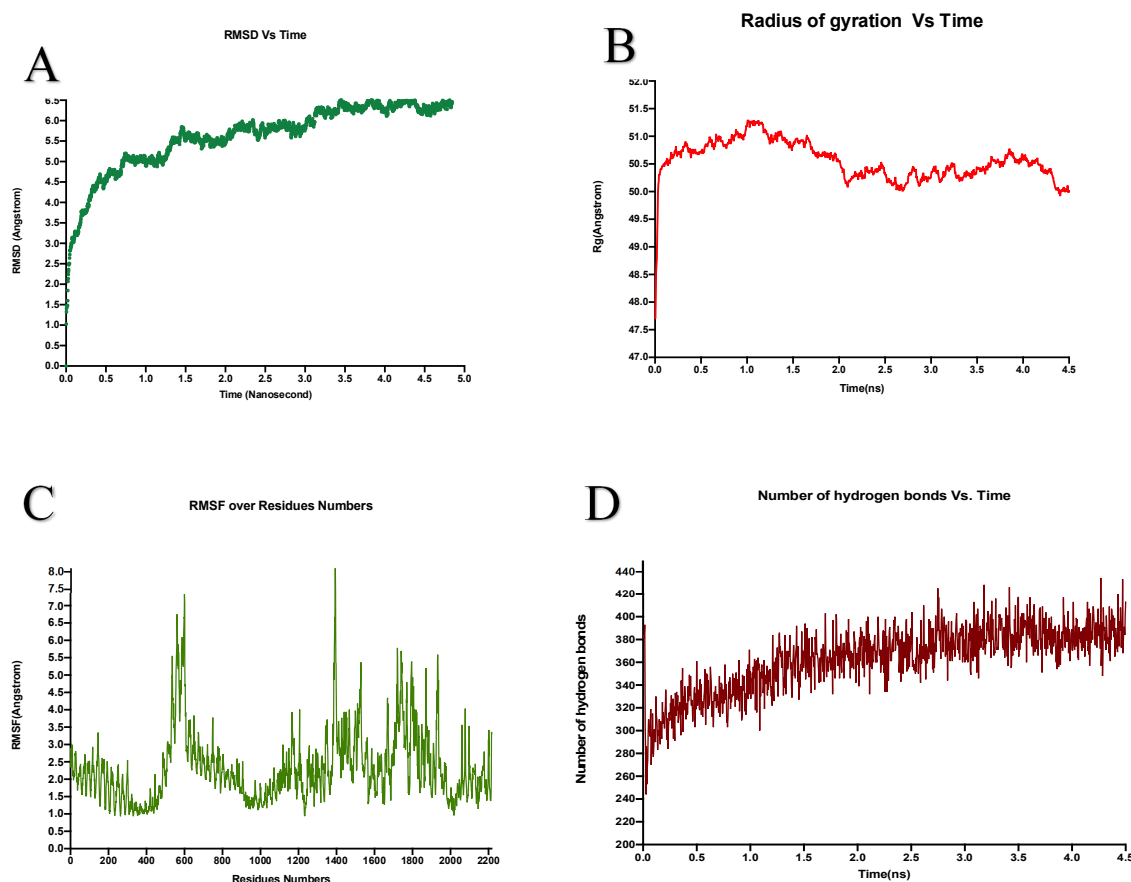 A
RMSD Vs Time
6.5
6.0
5.5
5.0
4.5
4.0
3.5
3.0
2.5
2.0
1.5
1.0
0.0
RMSD (Angstrom)
0.0 0.5 1.0 1.5 2.0 2.5 3.0 3.5 4.0 4.5 5.0
Time (Nanosecond)
B
Radius of gyration Vs Time
52.0
51.5
51.0
50.5
50.0
49.0
48.5
48.0
47.5
47.0
Rg(Angstrom)
0.0 0.5 1.0 1.5 2.0 2.5 3.0 3.5 4.0 4.5
Time(ns)
C
RMSF over Residues Numbers
8.0
7.5
7.0
6.5
6.0
5.5
5.0
4.5
4.0
3.5
3.0
2.5
2.0
1.5
1.0
0.5
0.0
RMSF(Angstrom)
0 200 400 600 800 1000 1200 1400 1600 1800 2000 2200
Residues Numbers
D
Number of hydrogen bonds Vs. Time
440
420
400
380
360
340
320
300
280
260
240
220
200
Number of hydrogen bonds
0.0 0.5 1.0 1.5 2.0 2.5 3.0 3.5 4.0 4.5
Time(ns)